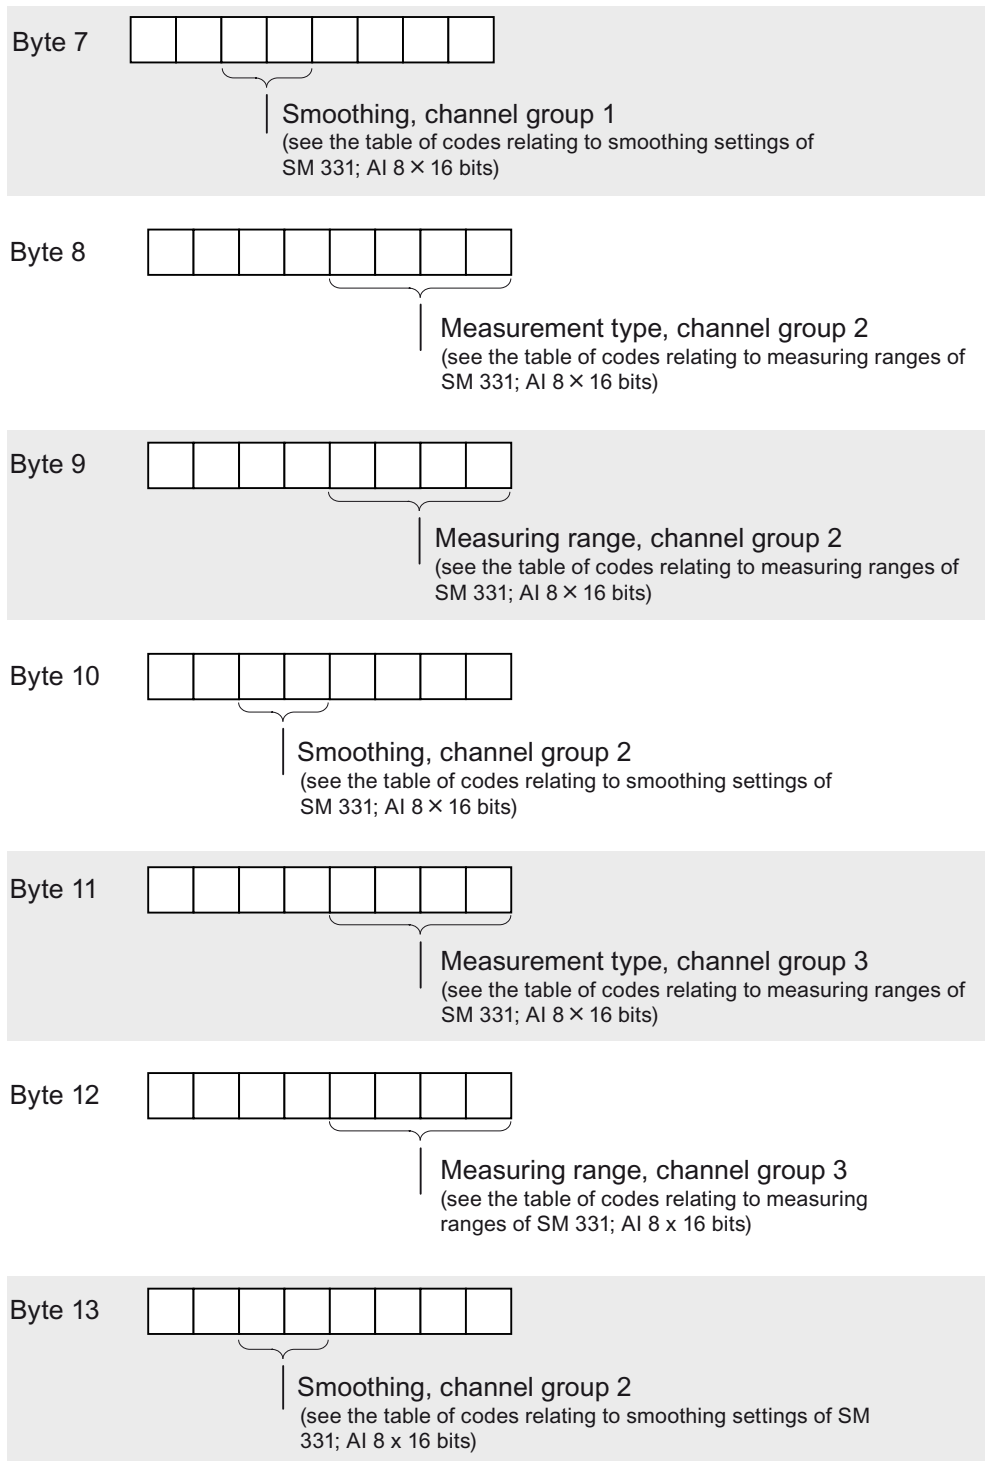 Byte 7
Smoothing, channel group 1
(see the table of codes relating to smoothing settings of
SM 331; AI 8 × 16 bits)
Byte 8
Measurement type, channel group 2
(see the table of codes relating to measuring ranges of
SM 331; AI 8 × 16 bits)
Byte 9
Measuring range, channel group 2
(see the table of codes relating to measuring ranges of
SM 331; AI 8 × 16 bits)
Byte 10
Smoothing, channel group 2
(see the table of codes relating to smoothing settings of
SM 331; AI 8 × 16 bits)
Byte 11
Measurement type, channel group 3
(see the table of codes relating to measuring ranges of
SM 331; AI 8 × 16 bits)
Byte 12
Measuring range, channel group 3
(see the table of codes relating to measuring
ranges of SM 331; AI 8 x 16 bits)
Byte 13
Smoothing, channel group 2
(see the table of codes relating to smoothing settings of SM
331; AI 8 x 16 bits)